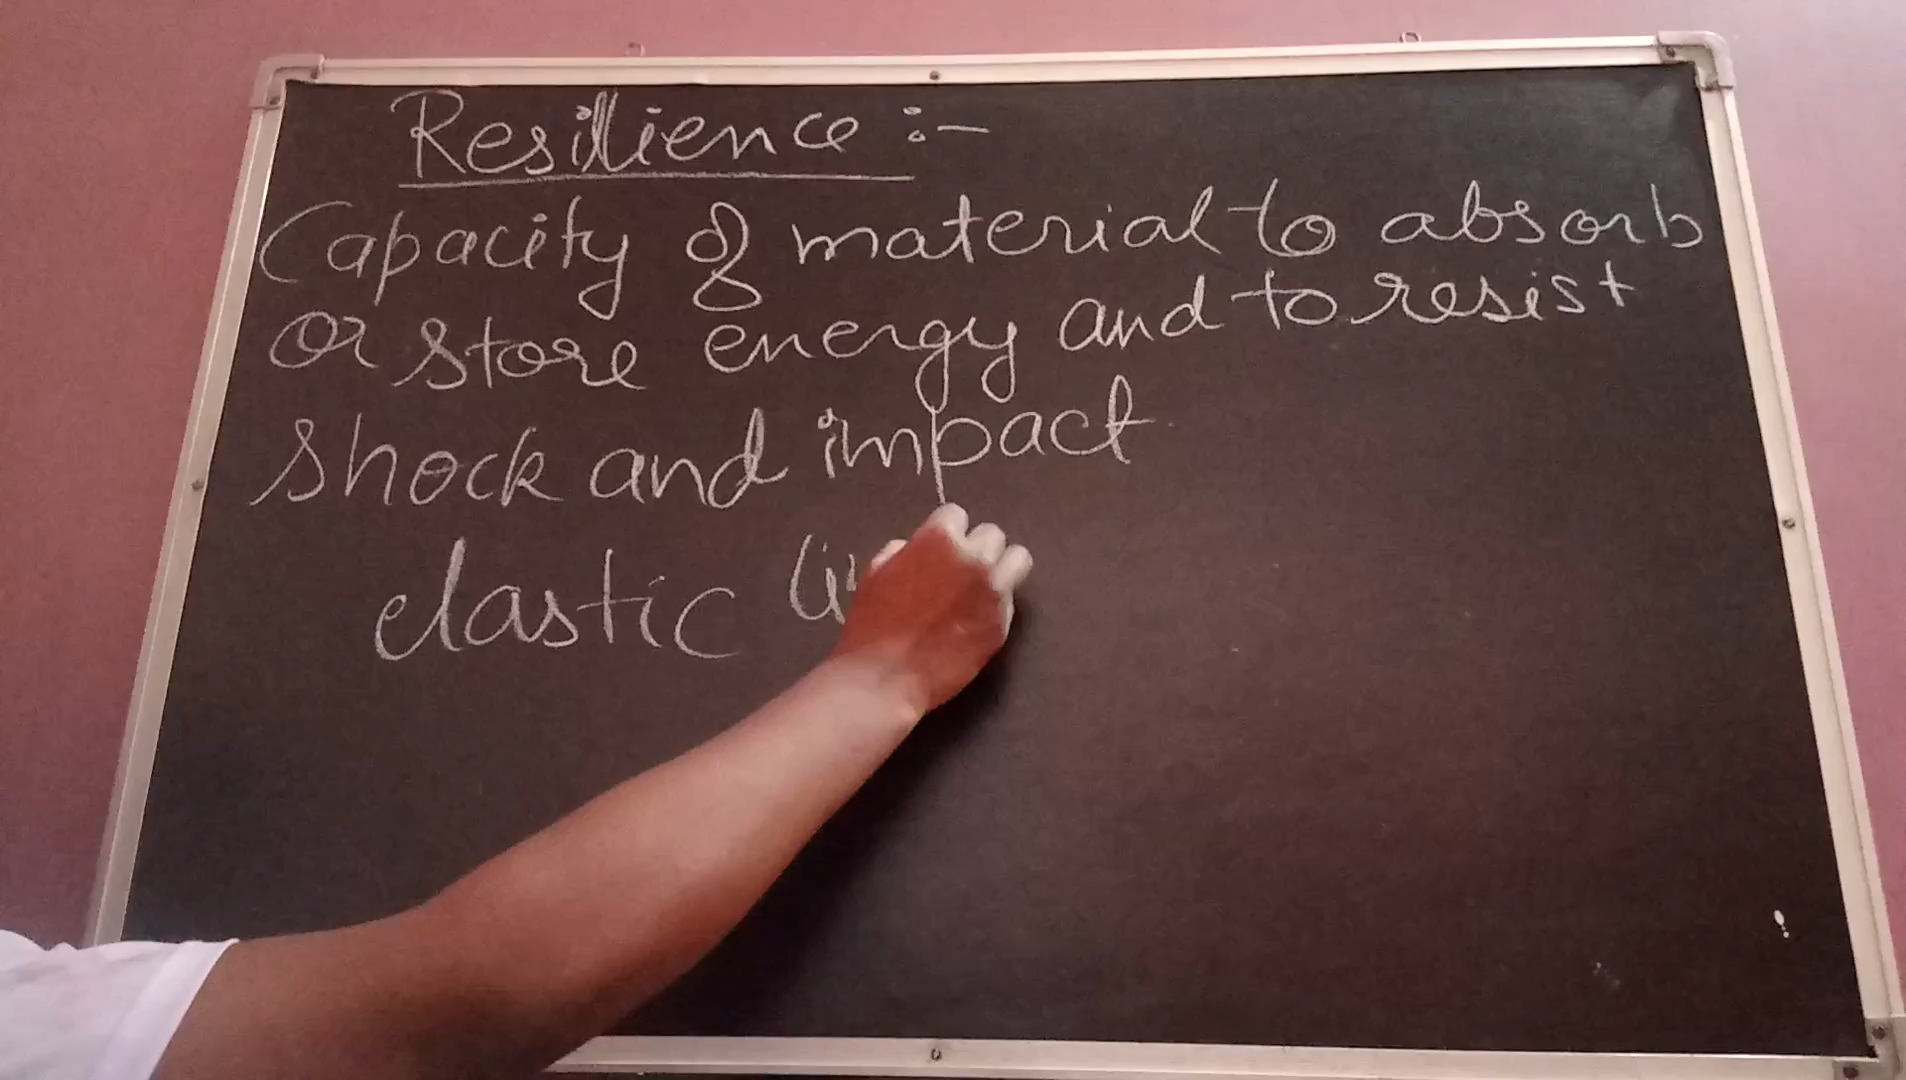 Resilience :-
Capacity of material to absorb
or store energy and to resist
shock and impact
elastic